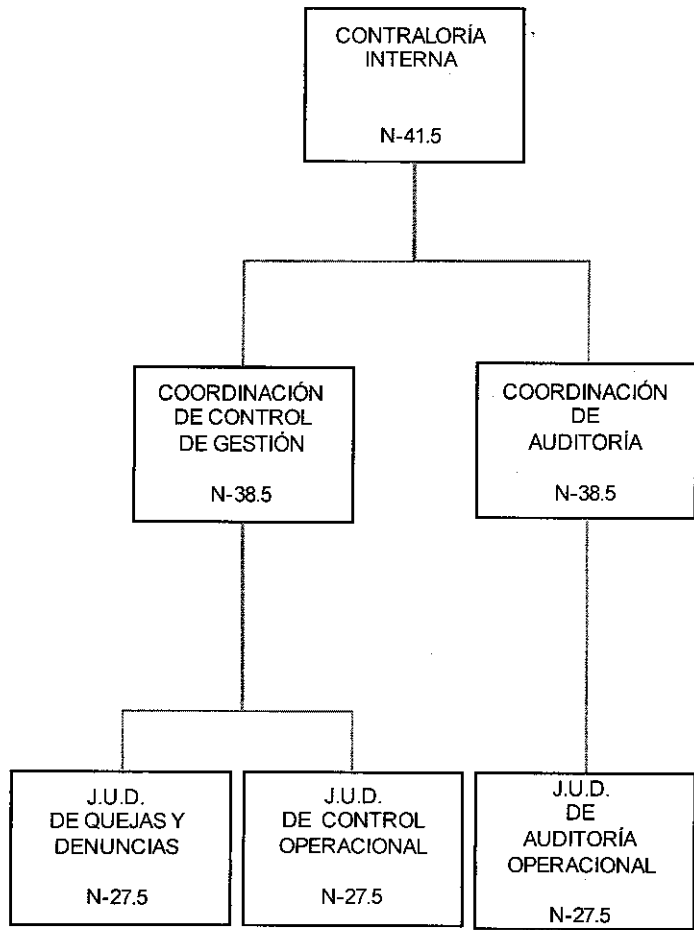 CONTRALORÍA
INTERNA
N-41.5
COORDINACIÓN
DE CONTROL
DE GESTIÓN
N-38.5
COORDINACIÓN
DE
AUDITORÍA
N-38.5
J.U.D.
DE QUEJAS Y
DENUNCIAS
N-27.5
J.U.D.
DE CONTROL
OPERACIONAL
N-27.5
J.U.D.
DE
AUDITORÍA
OPERACIONAL
N-27.5